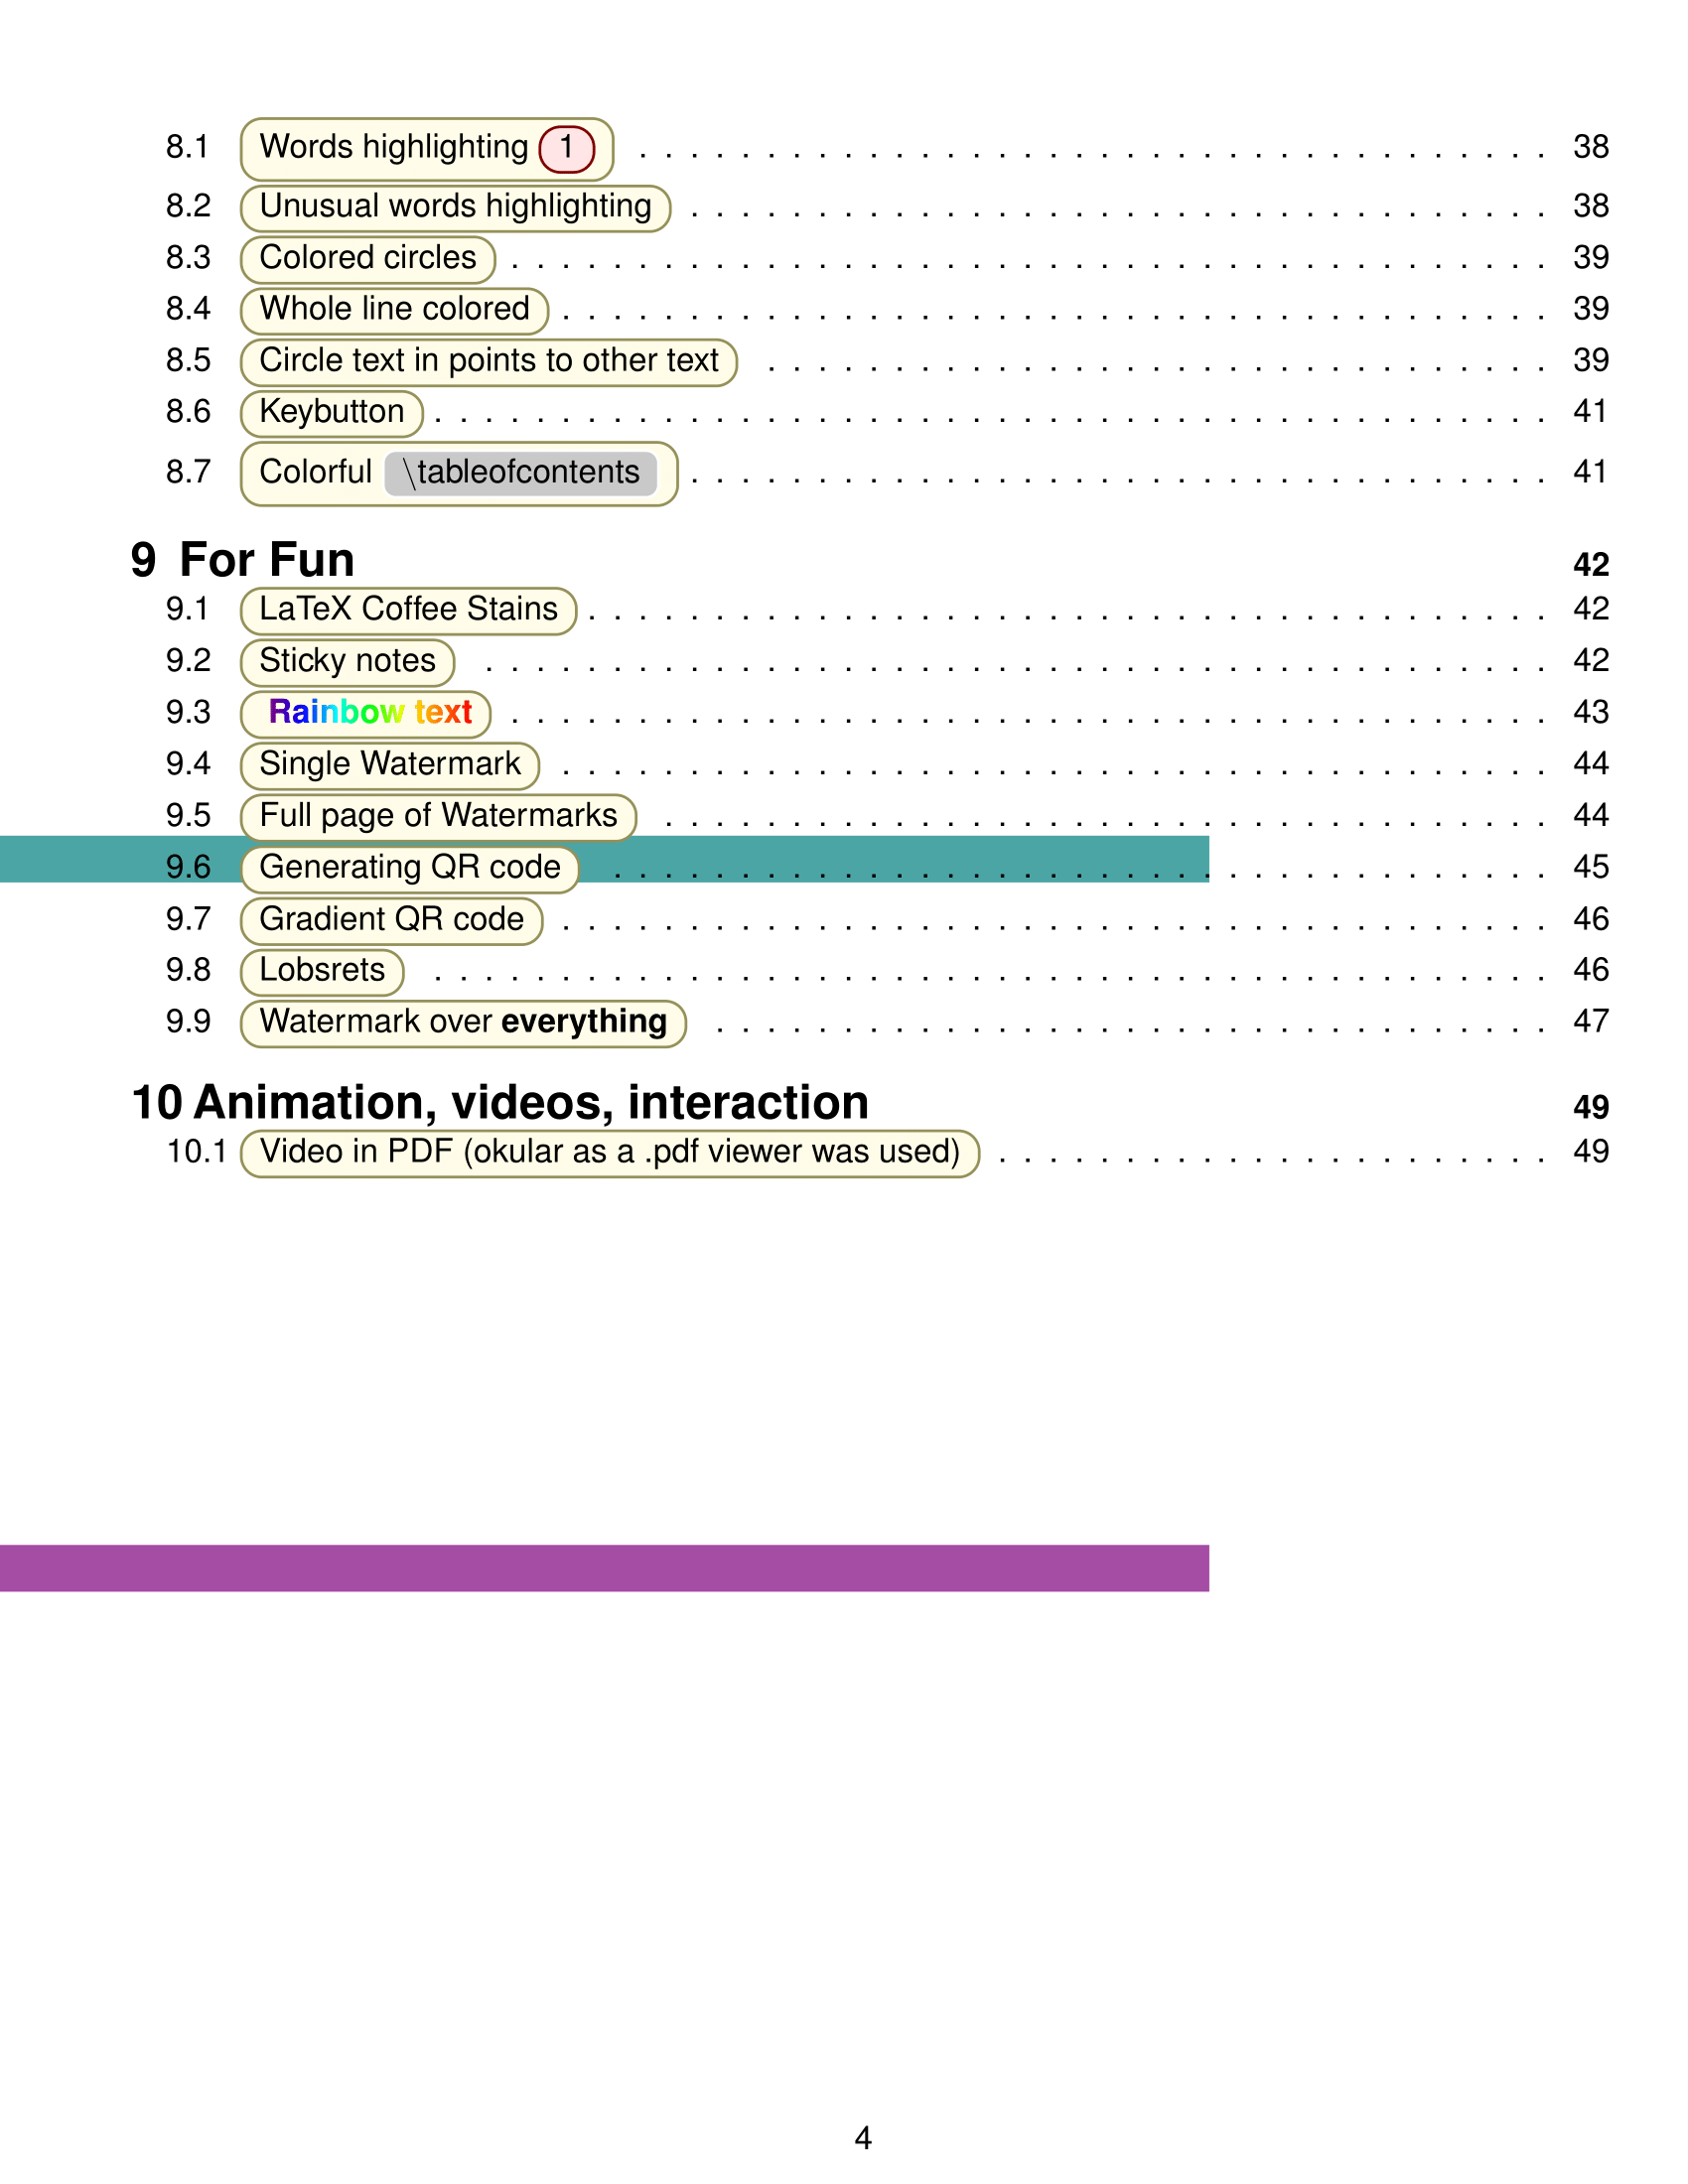 8.1 Words highlighting 1 . . . . . . . . . . . . . . . . . . . . . . . . . . . . . . . . . . . . 38
8.2 Unusual words highlighting . . . . . . . . . . . . . . . . . . . . . . . . . . . . . . . . . . 38
8.3 Colored circles . . . . . . . . . . . . . . . . . . . . . . . . . . . . . . . . . . . . . . . . . 39
8.4 Whole line colored . . . . . . . . . . . . . . . . . . . . . . . . . . . . . . . . . . . . . . . 39
8.5 Circle text in points to other text . . . . . . . . . . . . . . . . . . . . . . . . . . . . . . . 39
8.6 Keybutton . . . . . . . . . . . . . . . . . . . . . . . . . . . . . . . . . . . . . . . . . . . . 41
8.7 Colorful \tableofcontents . . . . . . . . . . . . . . . . . . . . . . . . . . . . . . . . . . 41
9 For Fun 42
9.1 LaTeX Coffee Stains . . . . . . . . . . . . . . . . . . . . . . . . . . . . . . . . . . . . . . 42
9.2 Sticky notes . . . . . . . . . . . . . . . . . . . . . . . . . . . . . . . . . . . . . . . . . . 42
9.3 Rainbow text . . . . . . . . . . . . . . . . . . . . . . . . . . . . . . . . . . . . . . . . . 43
9.4 Single Watermark . . . . . . . . . . . . . . . . . . . . . . . . . . . . . . . . . . . . . . . 44
9.5 Full page of Watermarks . . . . . . . . . . . . . . . . . . . . . . . . . . . . . . . . . . . 44
9.6 Generating QR code . . . . . . . . . . . . . . . . . . . . . . . . . . . . . . . . . . . . . 45
9.7 Gradient QR code . . . . . . . . . . . . . . . . . . . . . . . . . . . . . . . . . . . . . . . 46
9.8 Lobsrets . . . . . . . . . . . . . . . . . . . . . . . . . . . . . . . . . . . . . . . . . . . . 46
9.9 Watermark over everything . . . . . . . . . . . . . . . . . . . . . . . . . . . . . . . . . 47
10 Animation, videos, interaction 49
10.1 Video in PDF (okular as a .pdf viewer was used) . . . . . . . . . . . . . . . . . . . . . . 49
4